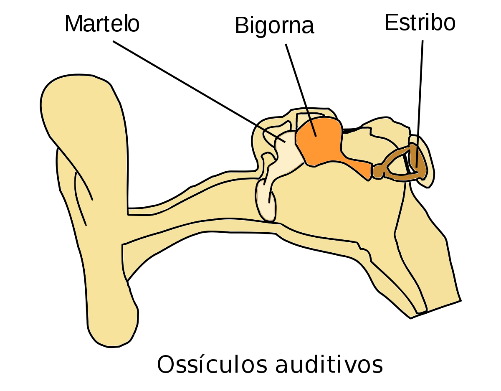 Martelo
Bigorna
Estribo
Ossículos auditivos